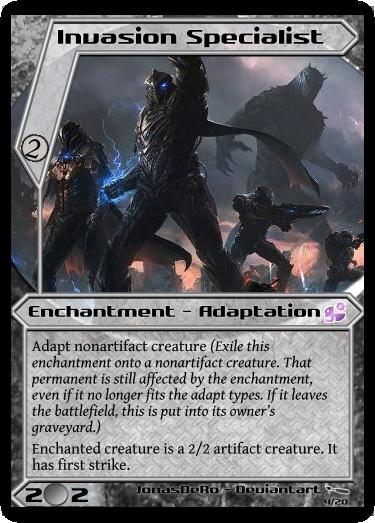 Invasion Specialist
2
Enchantment - Adaptation
Adapt nonartifact creature (Exile this
enchantment onto a nonartifact creature. That
permanent is still affected by the enchantment,
even if it no longer fits the adapt types. If it leaves
the battlefield, this is put into its owner's
graveyard.)
Enchanted creature is a 2/2 artifact creature. It
has first strike.
JonasDeRo - Deviantart
2 2
4/20